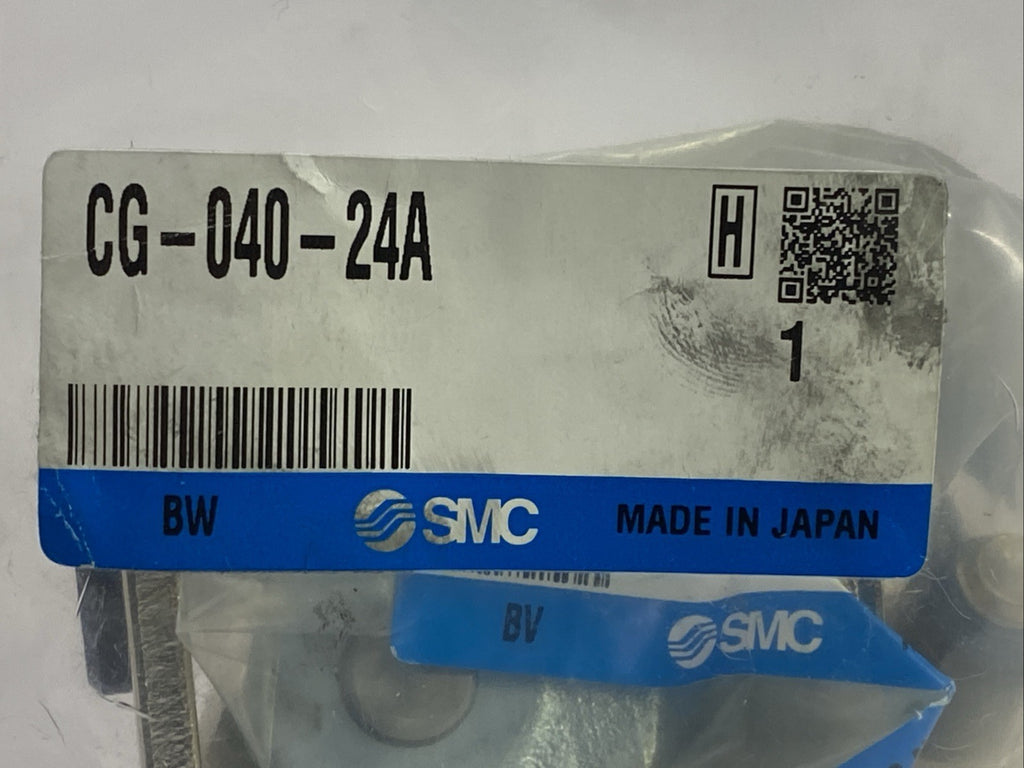 CG-040-24A
H
1
BW SMC MADE IN JAPAN
BV SMC